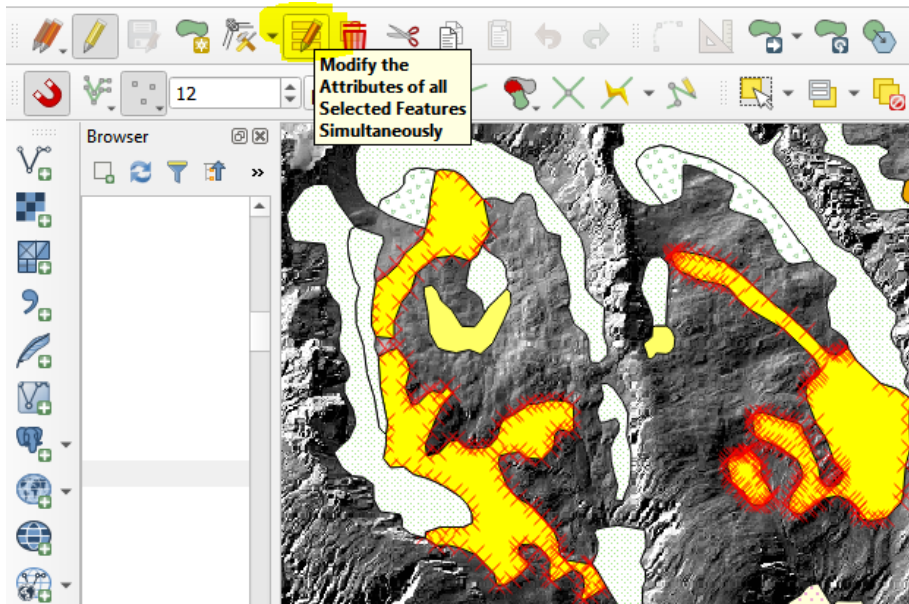 12
Modify the
Attributes of all
Selected Features
Simultaneously
Browser
»